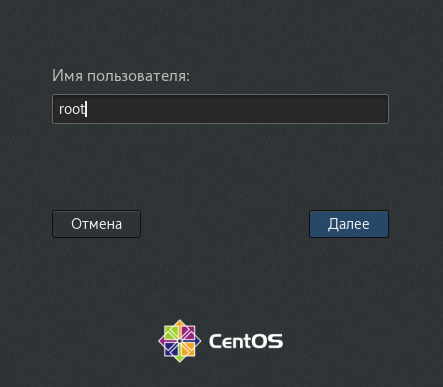 Имя пользователя:
root
Отмена
Далее
CentOS